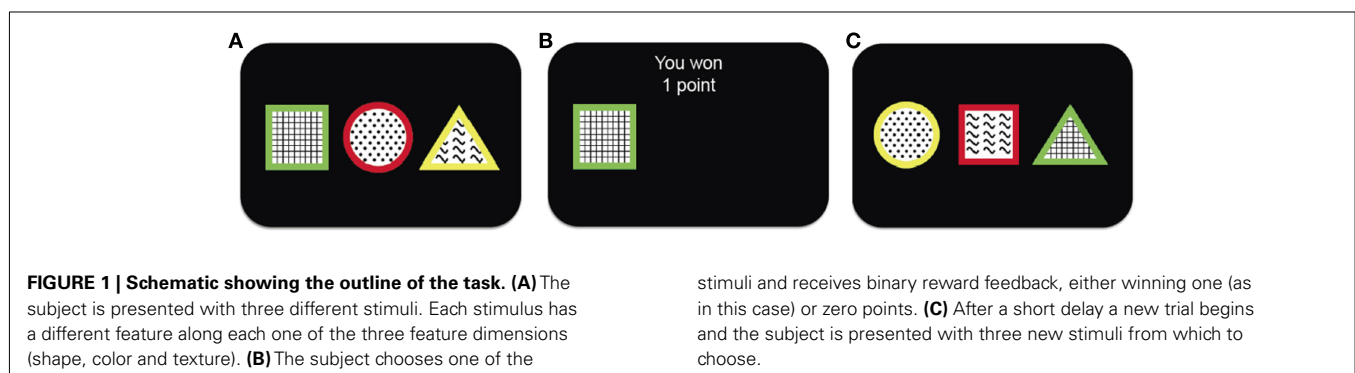 A
B
C
You won
1 point
FIGURE 1 | Schematic showing the outline of the task. (A) The
subject is presented with three different stimuli. Each stimulus has
a different feature along each one of the three feature dimensions
(shape, color and texture). (B) The subject chooses one of the
stimuli and receives binary reward feedback, either winning one (as
in this case) or zero points. (C) After a short delay a new trial begins
and the subject is presented with three new stimuli from which to
choose.